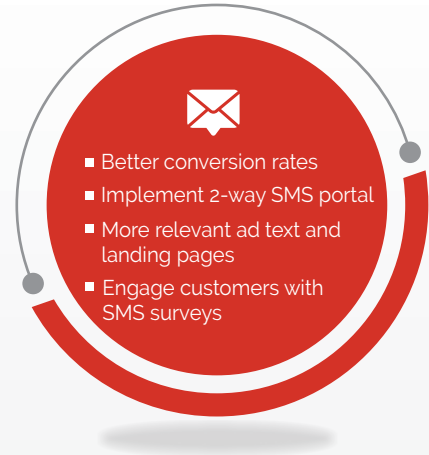 Better conversion rates
Implement 2-way SMS portal
More relevant ad text and
landing pages
Engage customers with
SMS surveys